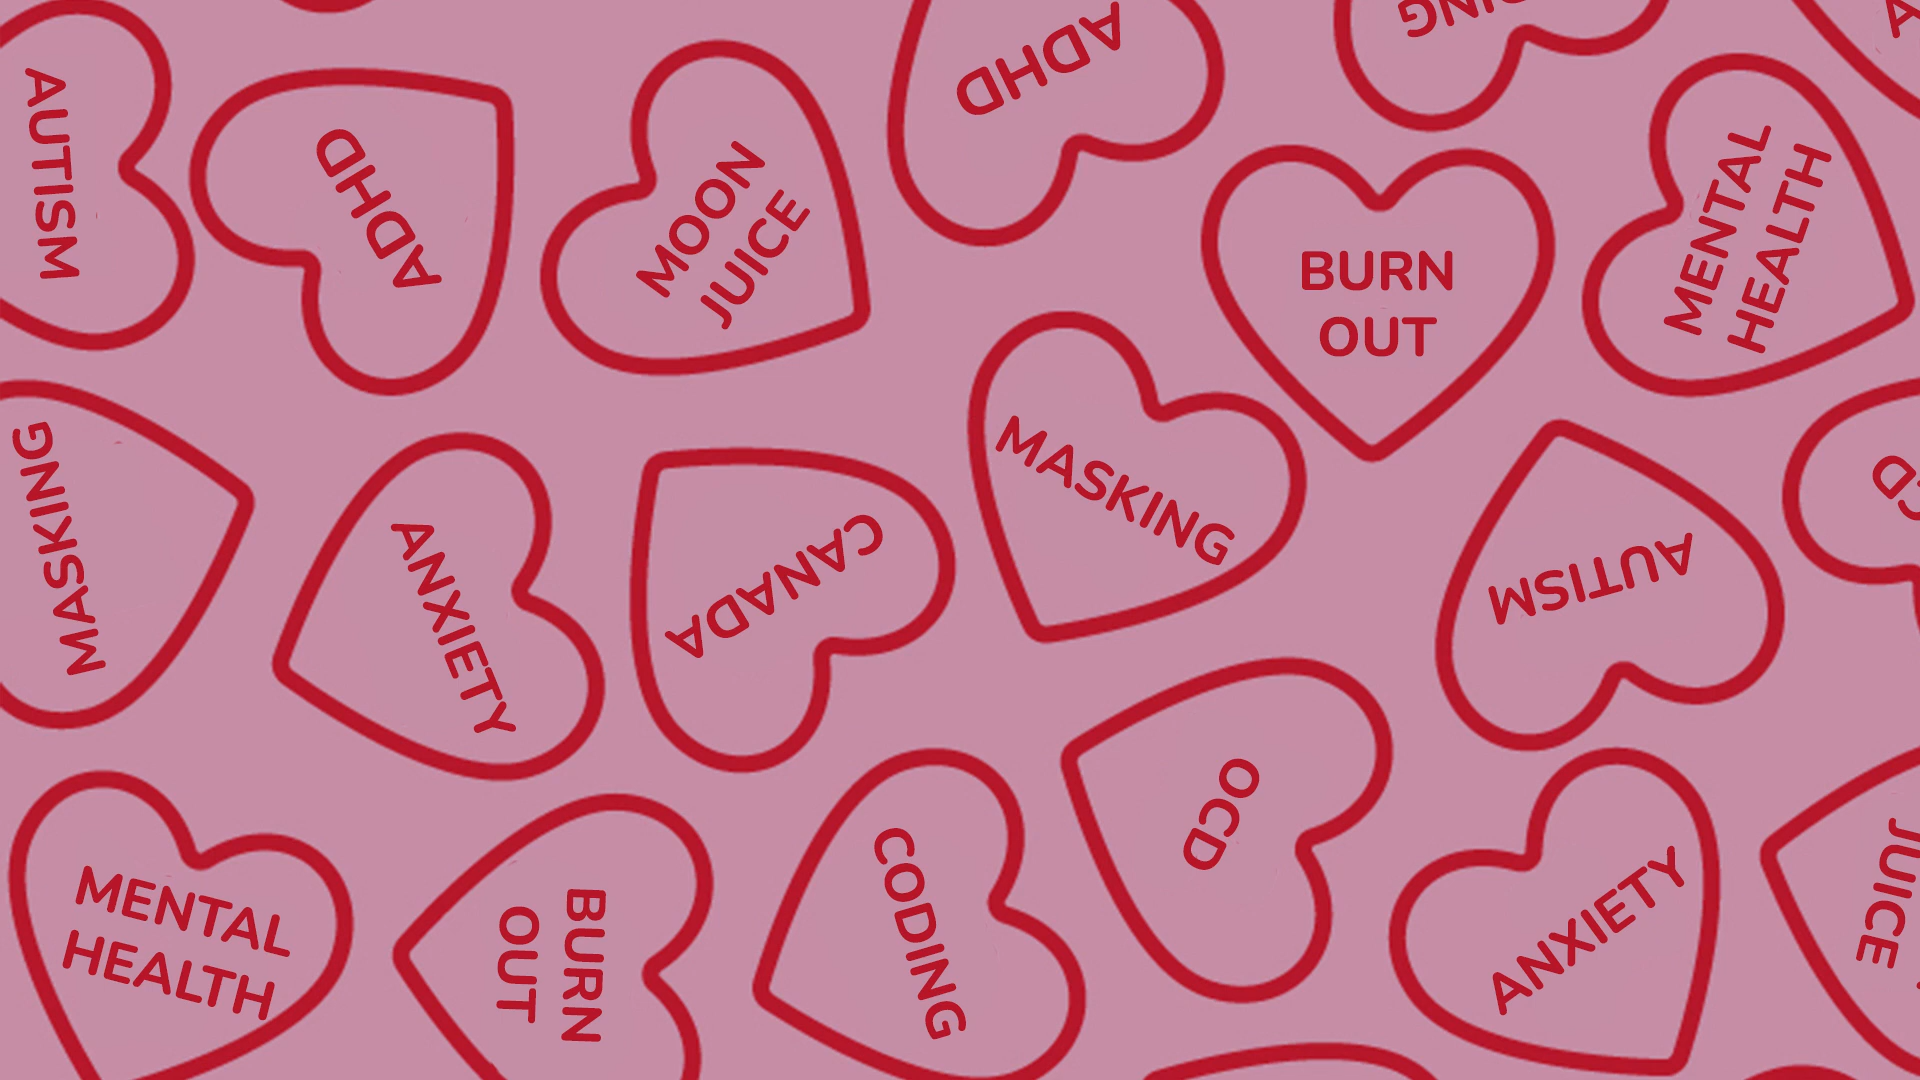 AUTISM
ADHD
MOON
JUICE
ADHD
BURN
OUT
MENTAL
HEALTH
MASKING
ANXIETY
CANADA
MASKING
AUTISM
MENTAL
HEALTH
BURN
OUT
CODING
OCD
ANXIETY
JUICE